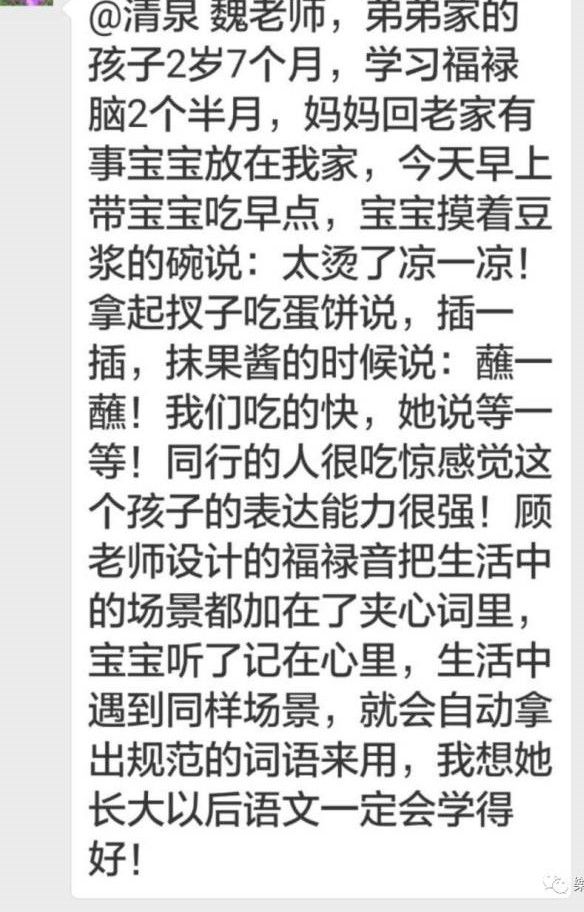 @清泉 魏老师，弟弟家的
孩子2岁7个月，学习福禄
脑2个半月，妈妈回老家有
事宝宝放在我家，今天早上
带宝宝吃早点，宝宝摸着豆
浆的碗说：太烫了凉一凉！
拿起扠子吃蛋饼说，插一
插，抹果酱的时候说：蘸一
蘸！我们吃的快，她说等一
等！同行的人很吃惊感觉这
个孩子的表达能力很强！顾
老师设计的福禄音把生活中
的场景都加在了夹心词里，
宝宝听了记在心里，生活中
遇到同样场景，就会自动拿
出规范的词语来用，我想她
长大以后语文一定会学得
好！